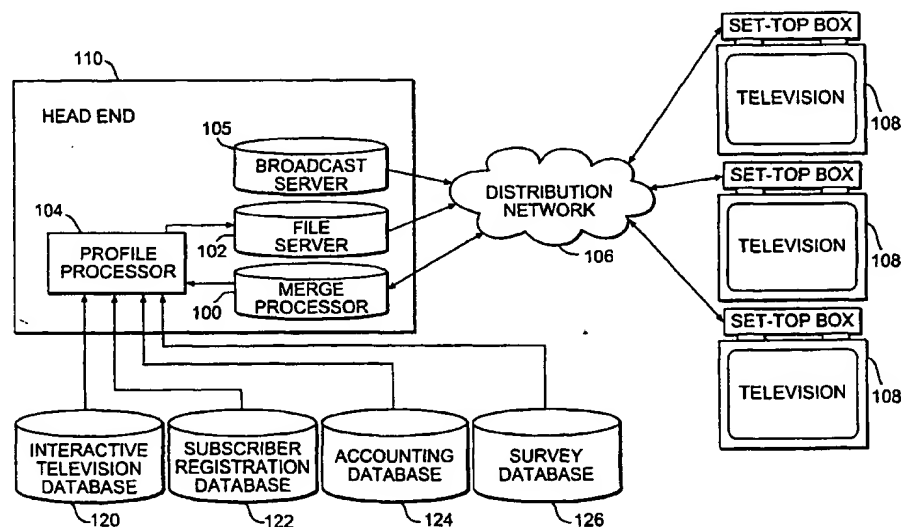 110
HEAD END
105
BROADCAST
SERVER
104
PROFILE
PROCESSOR
102
FILE
SERVER
100
MERGE
PROCESSOR
DISTRIBUTION
NETWORK
106
SET-TOP BOX
TELEVISION
108
SET-TOP BOX
TELEVISION
108
SET-TOP BOX
TELEVISION
108
INTERACTIVE
TELEVISION
DATABASE
120
SUBSCRIBER
REGISTRATION
DATABASE
122
ACCOUNTING
DATABASE
124
SURVEY
DATABASE
126